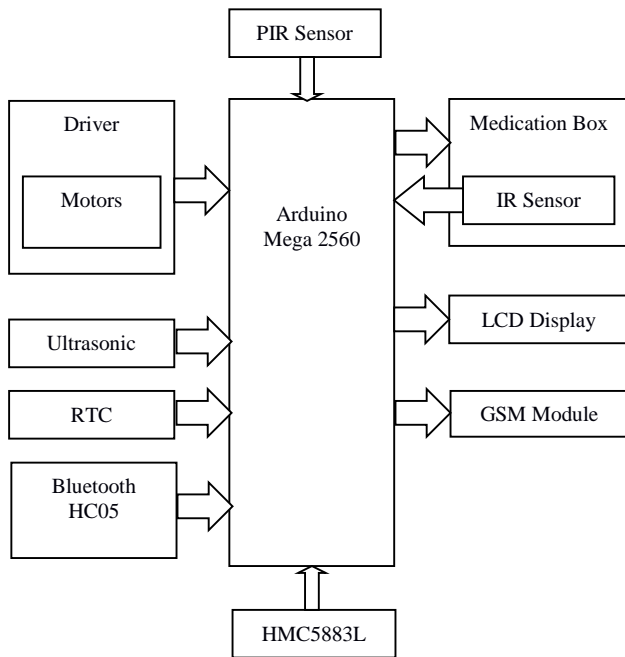 PIR Sensor
Driver
Motors
Ultrasonic
RTC
Bluetooth
HC05
Arduino
Mega 2560
Medication Box
IR Sensor
LCD Display
GSM Module
HMC5883L